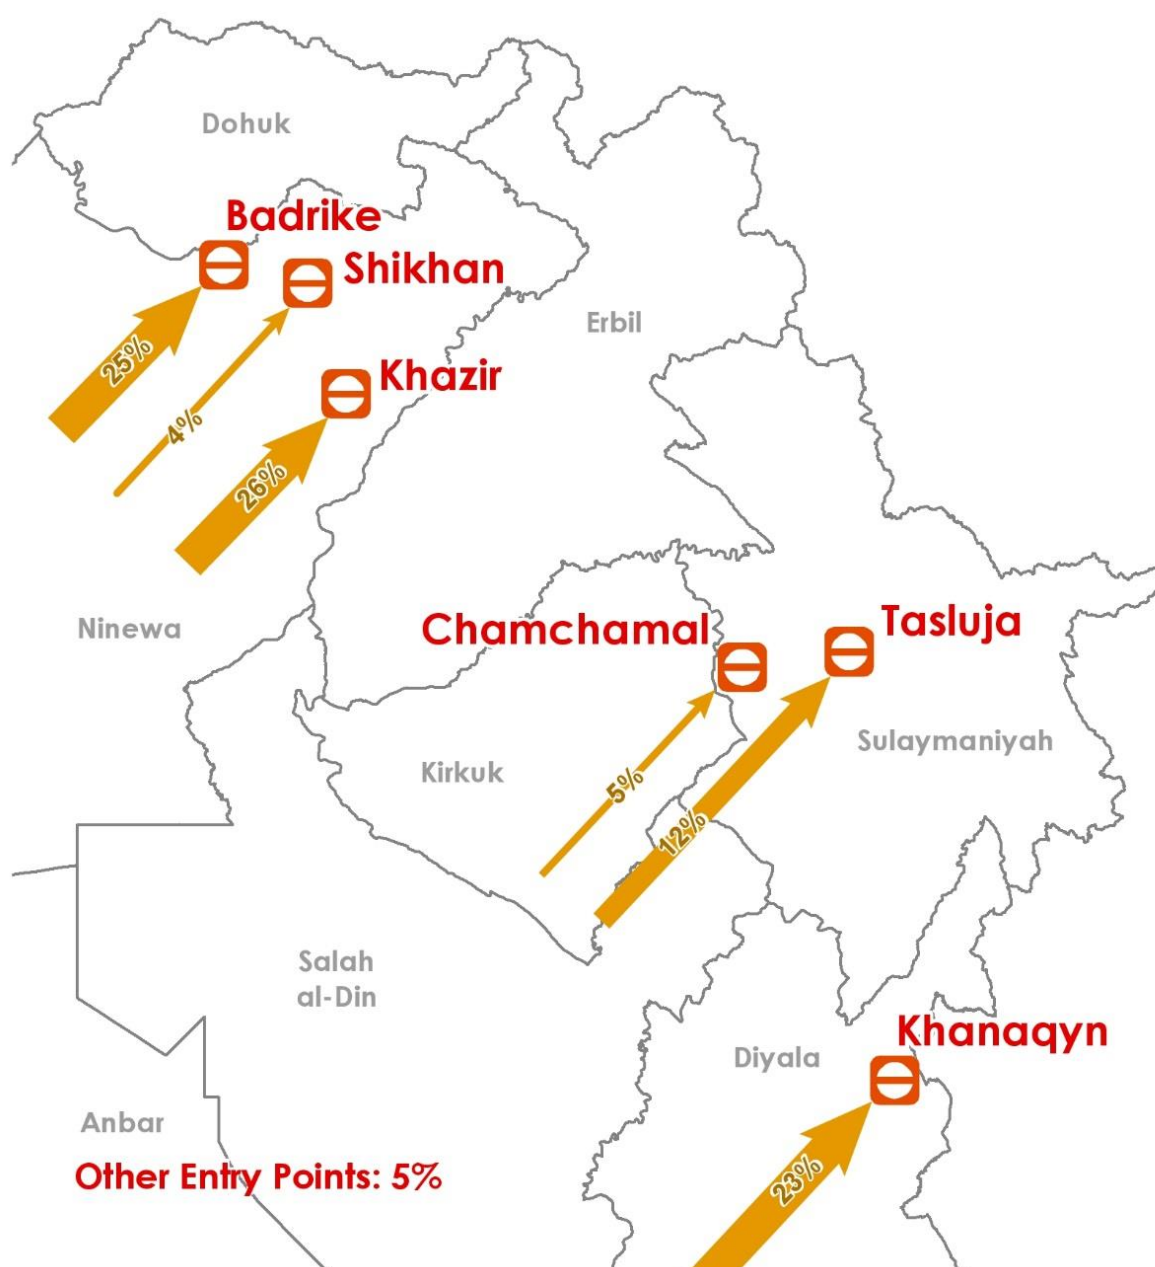 Dohuk
Badrike
Shikhan
Erbil
25%
Khazir
4%
26%
Ninewa
Chamchamal
Tasluja
Sulaymaniyah
Kirkuk
5%
12%
Salah
al-Din
Khanaqyn
Diyala
Anbar
Other Entry Points: 5%
23%